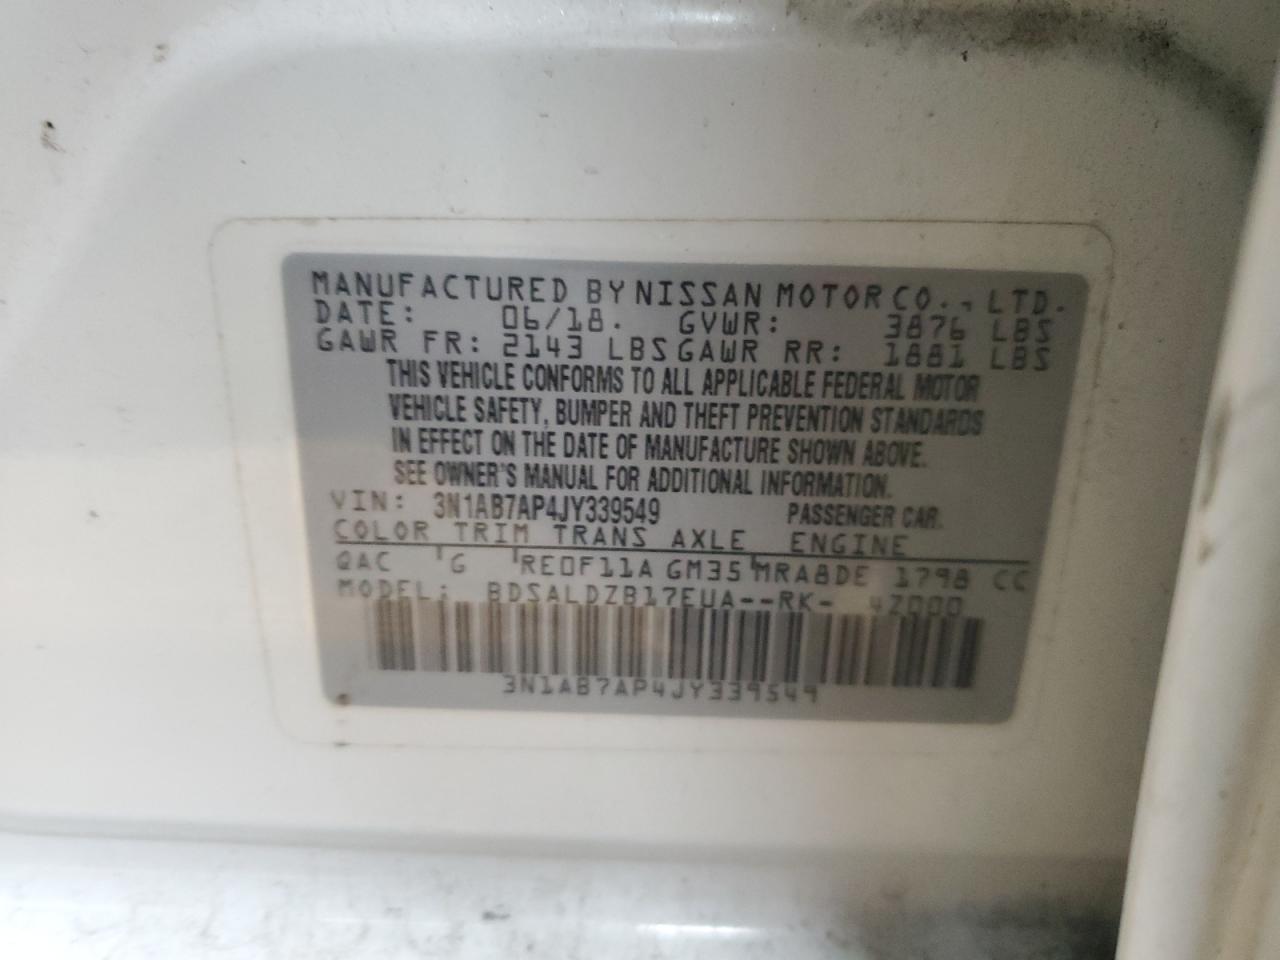 MANUFACTURED BY NISSAN MOTOR CO., LTD.
DATE: 06/18. GVWR: 3876 LBS
GAWR FR: 2143 LBS GAWR RR: 1881 LBS
THIS VEHICLE CONFORMS TO ALL APPLICABLE FEDERAL MOTOR
VEHICLE SAFETY, BUMPER AND THEFT PREVENTION STANDARDS
IN EFFECT ON THE DATE OF MANUFACTURE SHOWN ABOVE.
SEE OWNER'S MANUAL FOR ADDITIONAL INFORMATION.
VIN: 3N1AB7AP4JY339549 PASSENGER CAR.
COLOR TRIM TRANS AXLE ENGINE
QAC G RE0F11A GM35 MRA8DE 1798 CC
MODEL: BDSALDZB17EUA--RK- 4Z000
3N1AB7AP4JY339549